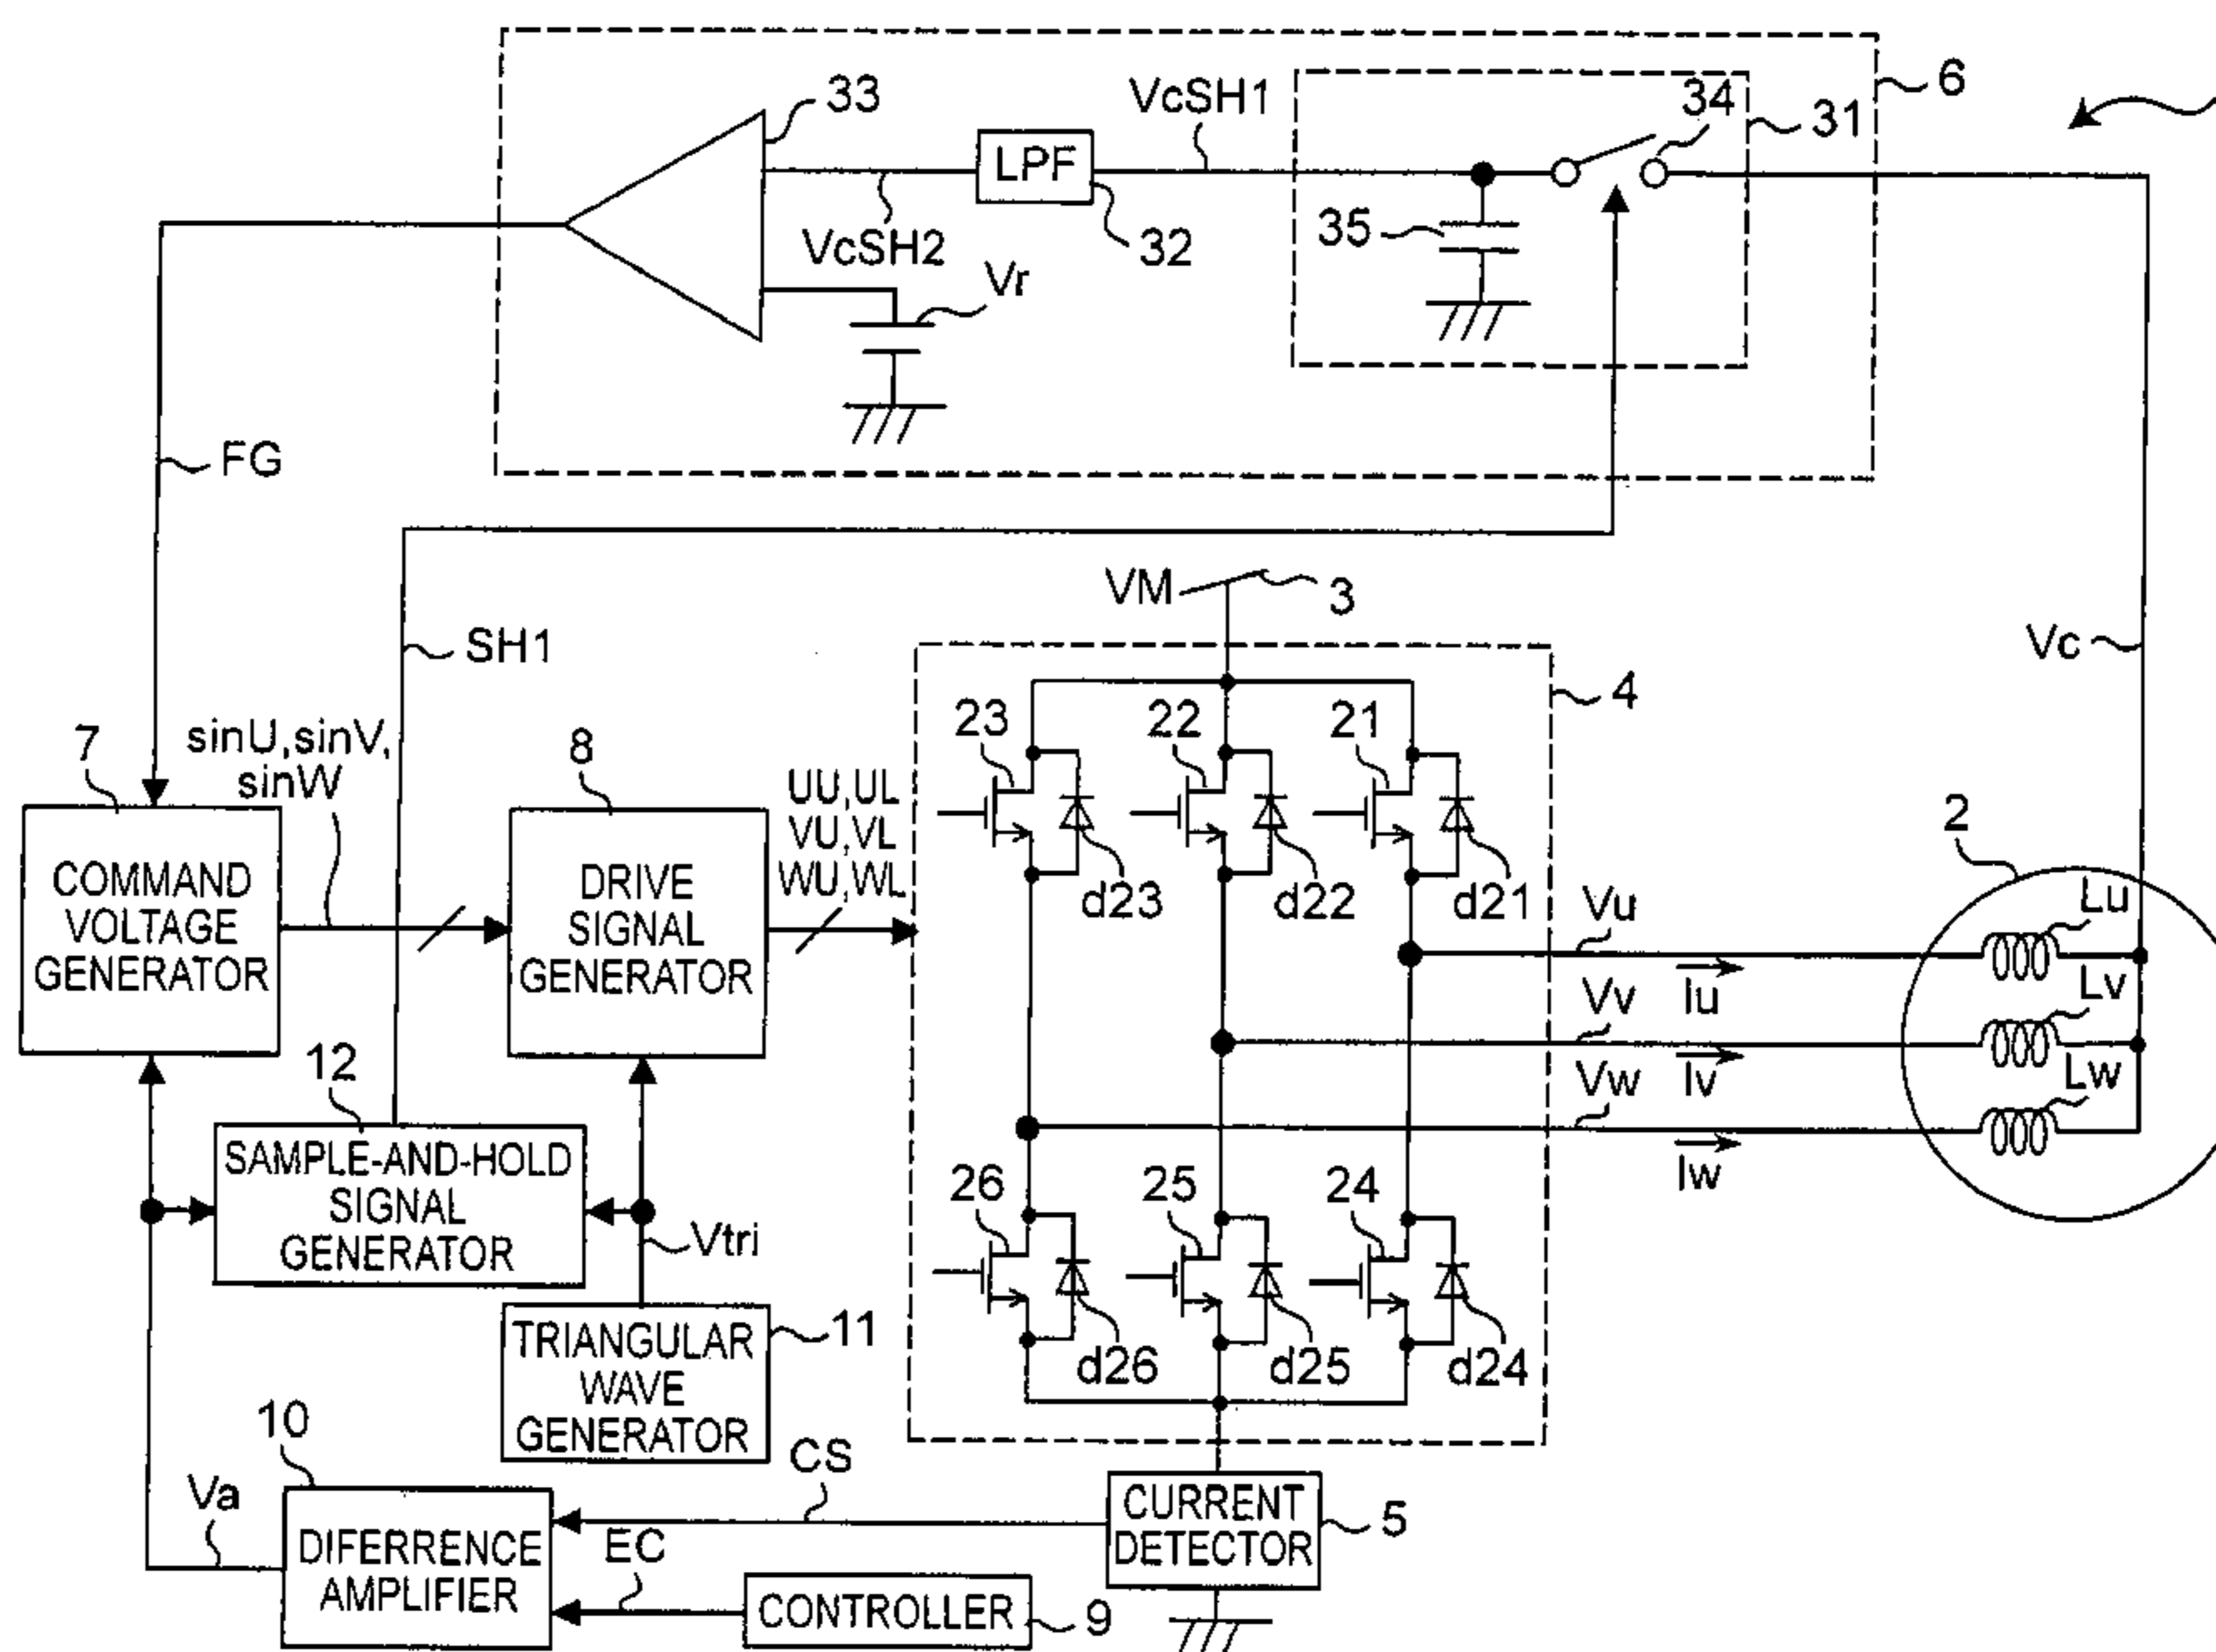 33
VcSH1
34
6
31
LPF
35
VcSH2
32
Vr
FG
VM
3
SH1
Vc
4
7
sinU,sinV,
sinW
8
23
22
21
UU,UL
VU,VL
WU,WL
2
COMMAND
VOLTAGE
GENERATOR
DRIVE
SIGNAL
GENERATOR
d23
d22
d21
Vu
Lu
Iu
Lv
Vv
Iv
Lw
Vw
Iw
12
SAMPLE-AND-HOLD
SIGNAL
GENERATOR
26
25
24
Vtri
TRIANGULAR
WAVE
GENERATOR
11
d26
d25
d24
10
CS
Va
DIFERRENCE
AMPLIFIER
CURRENT
DETECTOR
5
EC
CONTROLLER
9